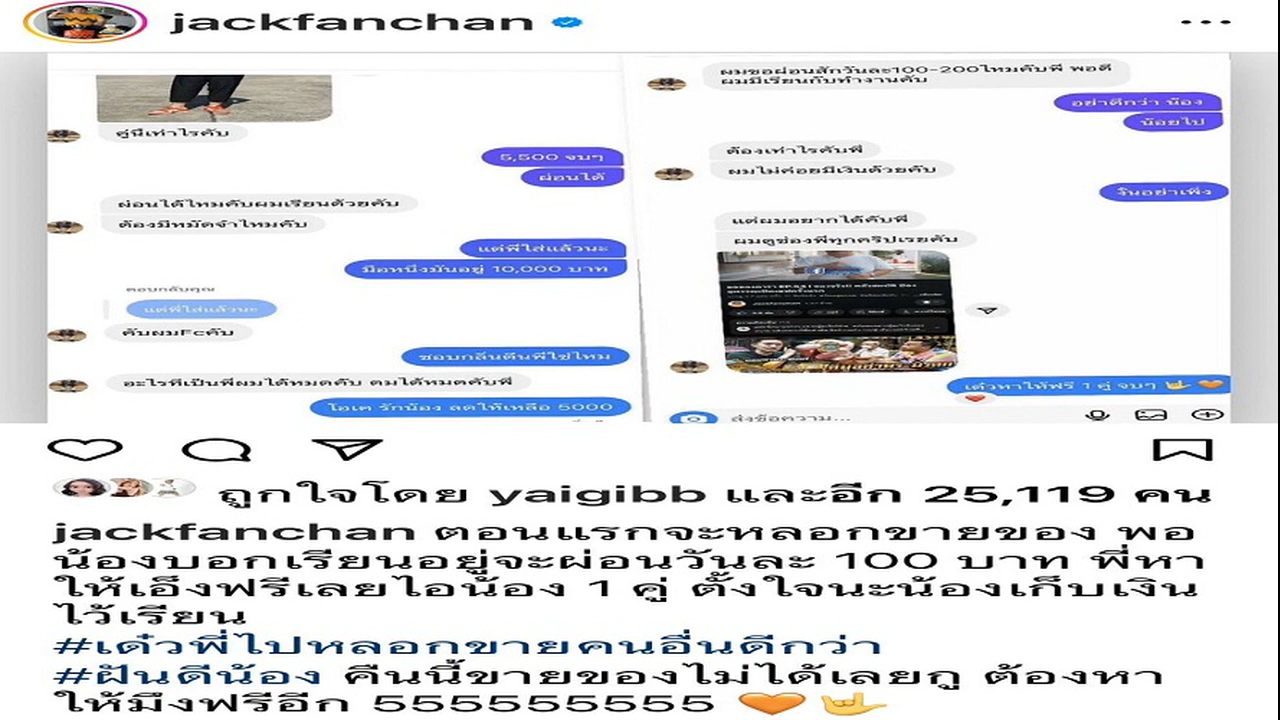 jackfanchan
คู่นี้เท่าไรคับ
5,500 จบๆ
ผ่อนได้
ผ่อนได้ไหมคับผมเรียนด้วยคับ
ต้องมีหมัดจำไหมคับ
แต่พี่ใส่แล้วนะ
มือหนึ่งมันอยู่ 10,000 บาท
ตอบกลับคุณ
แต่พี่ใส่แล้วนะ
คับผมFcคับ
ชอบกลิ่นตีนพี่ใช่ไหม
อะไรที่เป็นพี่ผมได้หมดคับ ดมได้หมดคับพี่
โอเค รักน้อง ลดให้เหลือ 5000
ผมขอผ่อนสักวันละ100-200ไหมคับพี่ พอดี
ผมมีเรียนกับทำงานคับ
อย่าดีกว่า น้อง
น้อยไป
ต้องเท่าไรคับพี่
ผมไม่ค่อยมีเงินด้วยคับ
งั้นอย่าเพิ่ง
แต่ผมอยากได้คับพี่
ผมดูช่องพี่ทุกคริปเรยคับ
เด๋วหาให้ฟรี 1 คู่ จบๆ 🤟 🧡
ส่งข้อความ...
ถูกใจโดย yaigibb และอีก 25,119 คน
jackfanchan ตอนแรกจะหลอกขายของ พอ
น้องบอกเรียนอยู่จะผ่อนวันละ 100 บาท พี่หา
ให้เอ็งฟรีเลยไอน้อง 1 คู่ ตั้งใจนะน้องเก็บเงิน
ไว้เรียน
#เด๋วพี่ไปหลอกขายคนอื่นดีกว่า
#ฝันดีน้อง คืนนี้ขายของไม่ได้เลยกู ต้องหา
ให้มึงฟรีอีก 555555555555 🧡🤟